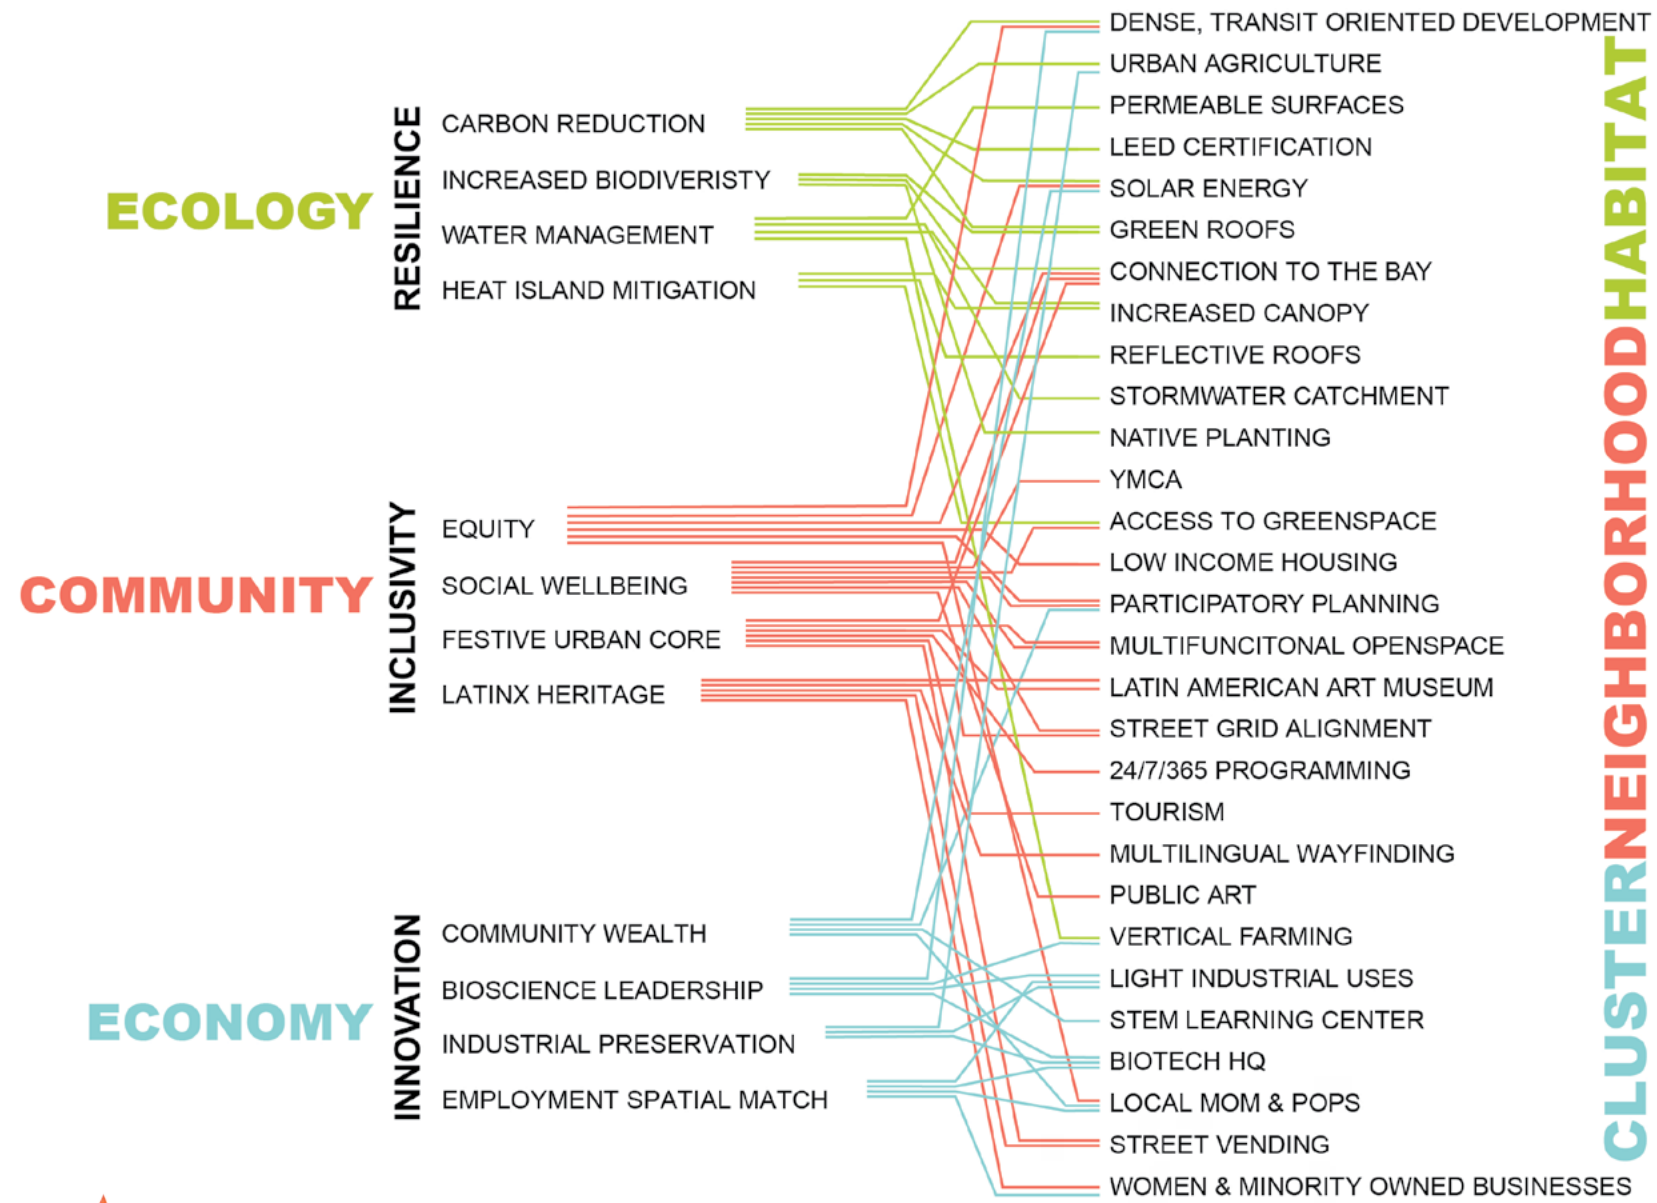 ECOLOGY
RESILIENCE
CARBON REDUCTION
INCREASED BIODIVERISTY
WATER MANAGEMENT
HEAT ISLAND MITIGATION
COMMUNITY
INCLUSIVITY
EQUITY
SOCIAL WELLBEING
FESTIVE URBAN CORE
LATINX HERITAGE
ECONOMY
INNOVATION
COMMUNITY WEALTH
BIOSCIENCE LEADERSHIP
INDUSTRIAL PRESERVATION
EMPLOYMENT SPATIAL MATCH
DENSE, TRANSIT ORIENTED DEVELOPMENT
URBAN AGRICULTURE
PERMEABLE SURFACES
LEED CERTIFICATION
SOLAR ENERGY
GREEN ROOFS
CONNECTION TO THE BAY
INCREASED CANOPY
REFLECTIVE ROOFS
STORMWATER CATCHMENT
NATIVE PLANTING
YMCA
ACCESS TO GREENSPACE
LOW INCOME HOUSING
PARTICIPATORY PLANNING
MULTIFUNCITONAL OPENSPACE
LATIN AMERICAN ART MUSEUM
STREET GRID ALIGNMENT
24/7/365 PROGRAMMING
TOURISM
MULTILINGUAL WAYFINDING
PUBLIC ART
VERTICAL FARMING
LIGHT INDUSTRIAL USES
STEM LEARNING CENTER
BIOTECH HQ
LOCAL MOM & POPS
STREET VENDING
WOMEN & MINORITY OWNED BUSINESSES
CLUSTERNEIGHBORHOODHABITAT